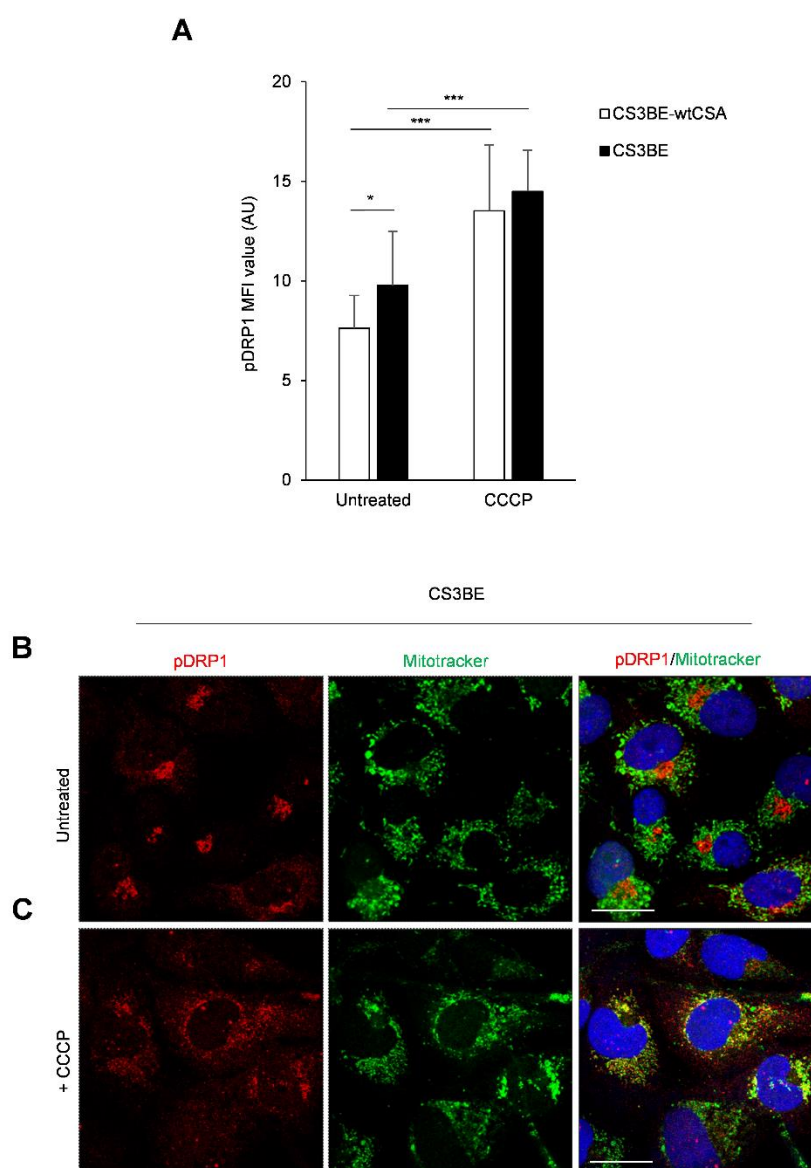 A
20
15
10
5
0
pDRP1 MFI value (AU)
***
***
*
CS3BE-wtCSA
CS3BE
Untreated
CCCP
CS3BE
B
pDRP1
Mitotracker
pDRP1/Mitotracker
Untreated
C
+ CCCP